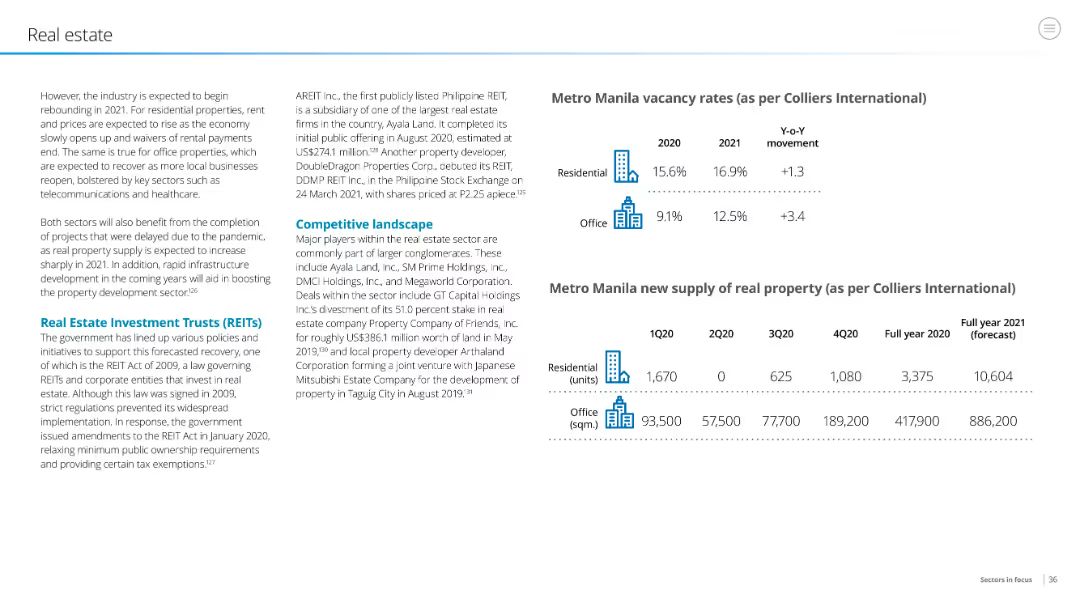 Real estate
However, the industry is expected to begin
rebounding in 2021. For residential properties, rent
and prices are expected to rise as the economy
slowly opens up and waivers of rental payments
end. The same is true for office properties, which
are expected to recover as more local businesses
reopen, bolstered by key sectors such as
telecommunications and healthcare.
Both sectors will also benefit from the completion
of projects that were delayed due to the pandemic,
as real property supply is expected to increase
sharply in 2021. In addition, rapid infrastructure
development in the coming years will aid in boosting
the property development sector.126
Real Estate Investment Trusts (REITs)
The government has lined up various policies and
initiatives to support this forecasted recovery, one
of which is the REIT Act of 2009, a law governing
REITs and corporate entities that invest in real
estate. Although this law was signed in 2009,
strict regulations prevented its widespread
implementation. In response, the government
issued amendments to the REIT Act in January 2020,
relaxing minimum public ownership requirements
and providing certain tax exemptions.127
AREIT Inc., the first publicly listed Philippine REIT,
is a subsidiary of one of the largest real estate
firms in the country, Ayala Land. It completed its
initial public offering in August 2020, estimated at
US$274.1 million.128 Another property developer,
DoubleDragon Properties Corp., debuted its REIT,
DDMP REIT Inc., in the Philippine Stock Exchange on
24 March 2021, with shares priced at P2.25 apiece.125
Competitive landscape
Major players within the real estate sector are
commonly part of larger conglomerates. These
include Ayala Land, Inc., SM Prime Holdings, Inc.,
DMCI Holdings, Inc., and Megaworld Corporation.
Deals within the sector include GT Capital Holdings
Inc.'s divestment of its 51.0 percent stake in real
estate company Property Company of Friends, Inc.
for roughly US$386.1 million worth of land in May
2019,130 and local property developer Arthaland
Corporation forming a joint venture with Japanese
Mitsubishi Estate Company for the development of
property in Taguig City in August 2019.131
Metro Manila vacancy rates (as per Colliers International)
2020 2021 Y-o-Y movement
Residential 15.6% 16.9% +1.3
Office 9.1% 12.5% +3.4
Metro Manila new supply of real property (as per Colliers International)
1Q20 2Q20 3Q20 4Q20 Full year 2020 Full year 2021 (forecast)
Residential (units) 1,670 0 625 1,080 3,375 10,604
Office (sqm.) 93,500 57,500 77,700 189,200 417,900 886,200
Sectors in focus 36